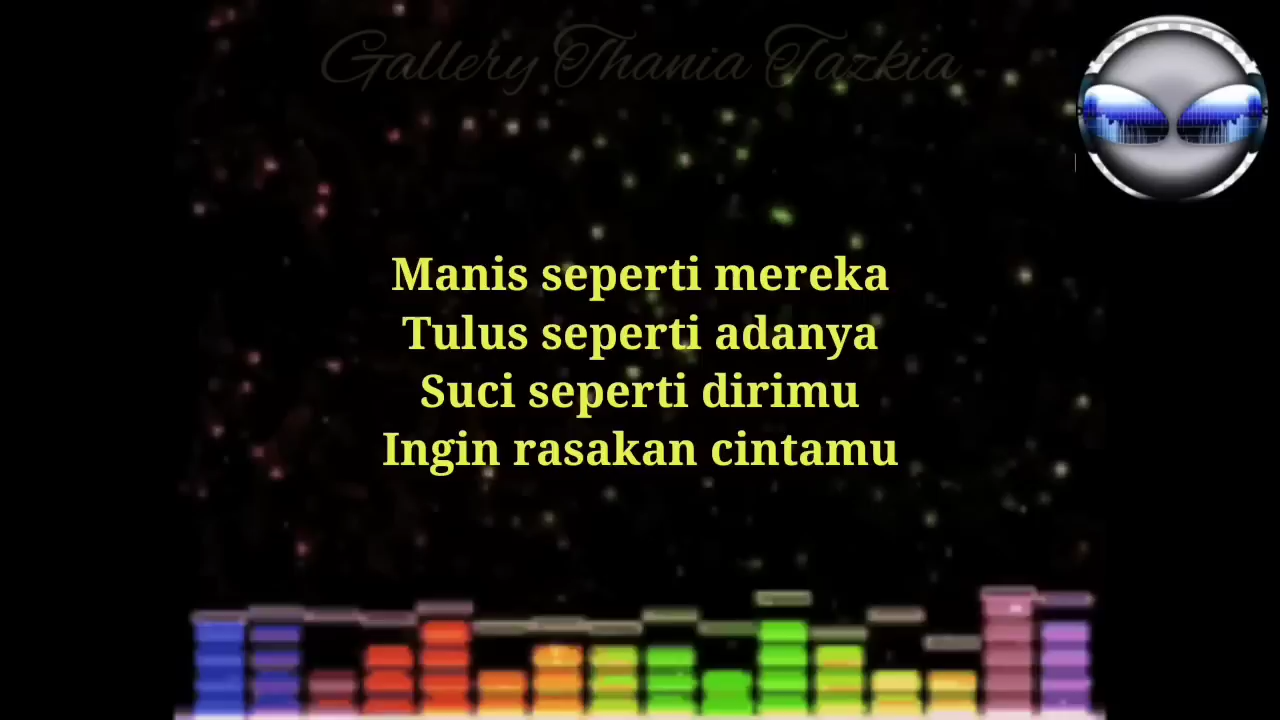 Gallery Thania Tazkia
Manis seperti mereka
Tulus seperti adanya
Suci seperti dirimu
Ingin rasakan cintamu